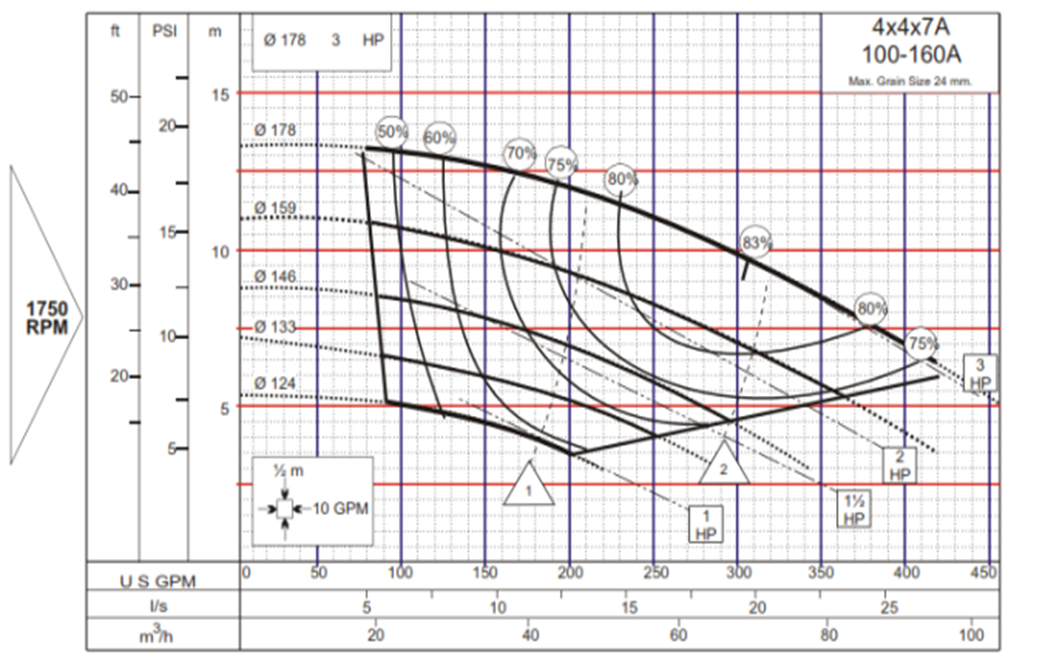 ft PSI m
Ø 178 3 HP
4x4x7A
100-160A
Max. Grain Size 24 mm.
15
50
20
Ø 178
50%
60%
70%
75%
80%
40
Ø 159
15
10
83%
30
Ø 146
1750
RPM
80%
Ø 133
10
75%
20
Ø 124
3
HP
5
5
½ m
10 GPM
1
2
2
HP
1½
HP
1
HP
U S GPM 0 50 100 150 200 250 300 350 400 450
l/s 5 10 15 20 25
m³/h 20 40 60 80 100